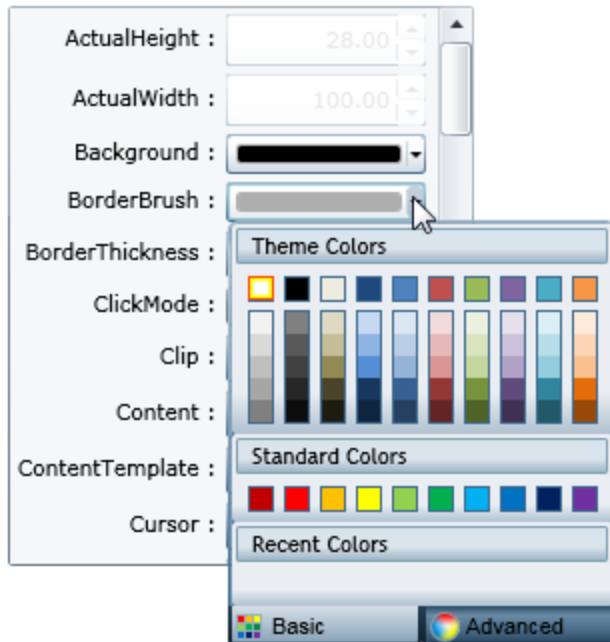 ActualHeight :
28.00
ActualWidth :
100.00
Background :
BorderBrush :
BorderThickness :
Theme Colors
ClickMode :
Clip :
Content :
ContentTemplate :
Standard Colors
Cursor :
Recent Colors
Basic
Advanced